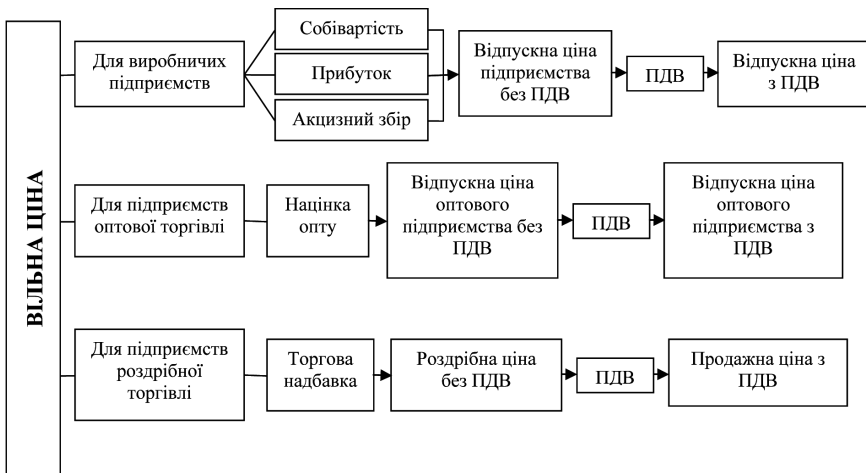 ВІЛЬНА ЦІНА
Для виробничих
підприємств
Собівартість
Прибуток
Акцизний збір
Відпускна ціна
підприємства
без ПДВ
ПДВ
Відпускна ціна
з ПДВ
Для підприємств
оптової торгівлі
Націнка
опту
Відпускна ціна
оптового
підприємства без
ПДВ
ПДВ
Відпускна ціна
оптового
підприємства з
ПДВ
Для підприємств
роздрібної
торгівлі
Торгова
надбавка
Роздрібна ціна
без ПДВ
ПДВ
Продажна ціна з
ПДВ